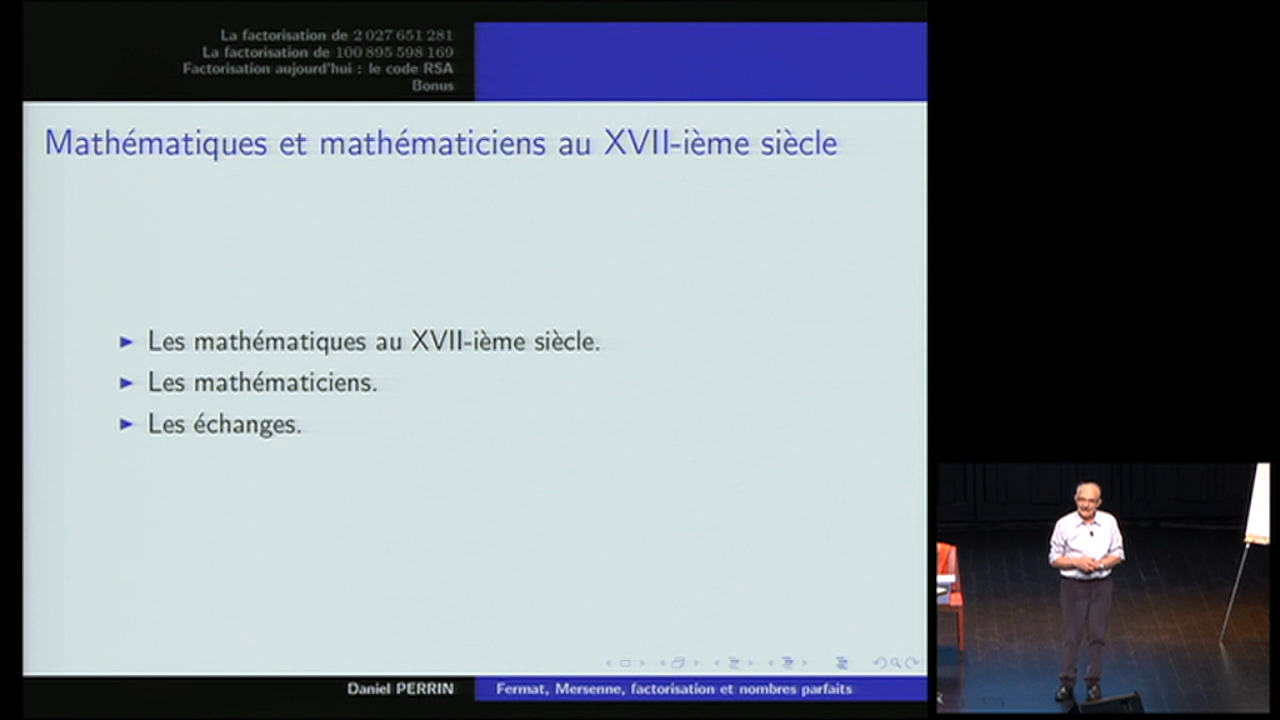 La factorisation de 2 027 651 281
La factorisation de 100 895 598 169
Factorisation aujourd'hui : le code RSA
Bonus
Mathématiques et mathématiciens au XVII-ième siècle
Les mathématiques au XVII-ième siècle.
Les mathématiciens.
Les échanges.
Daniel PERRIN
Fermat, Mersenne, factorisation et nombres parfaits